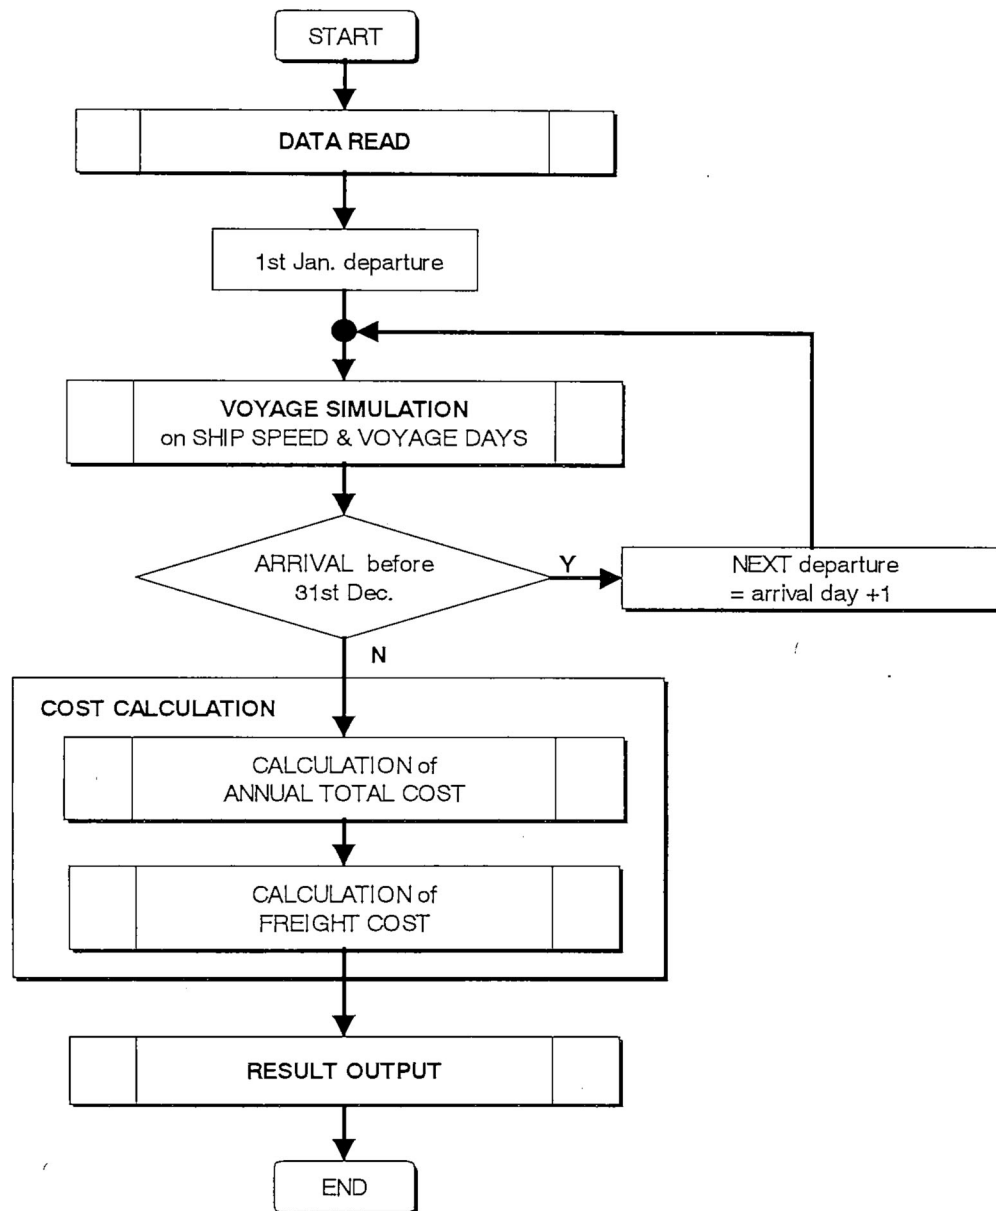 START
DATA READ
1st Jan. departure
VOYAGE SIMULATION
on SHIP SPEED & VOYAGE DAYS
ARRIVAL before
31st Dec.
Y
NEXT departure
= arrival day +1
N
COST CALCULATION
CALCULATION of
ANNUAL TOTAL COST
CALCULATION of
FREIGHT COST
RESULT OUTPUT
END